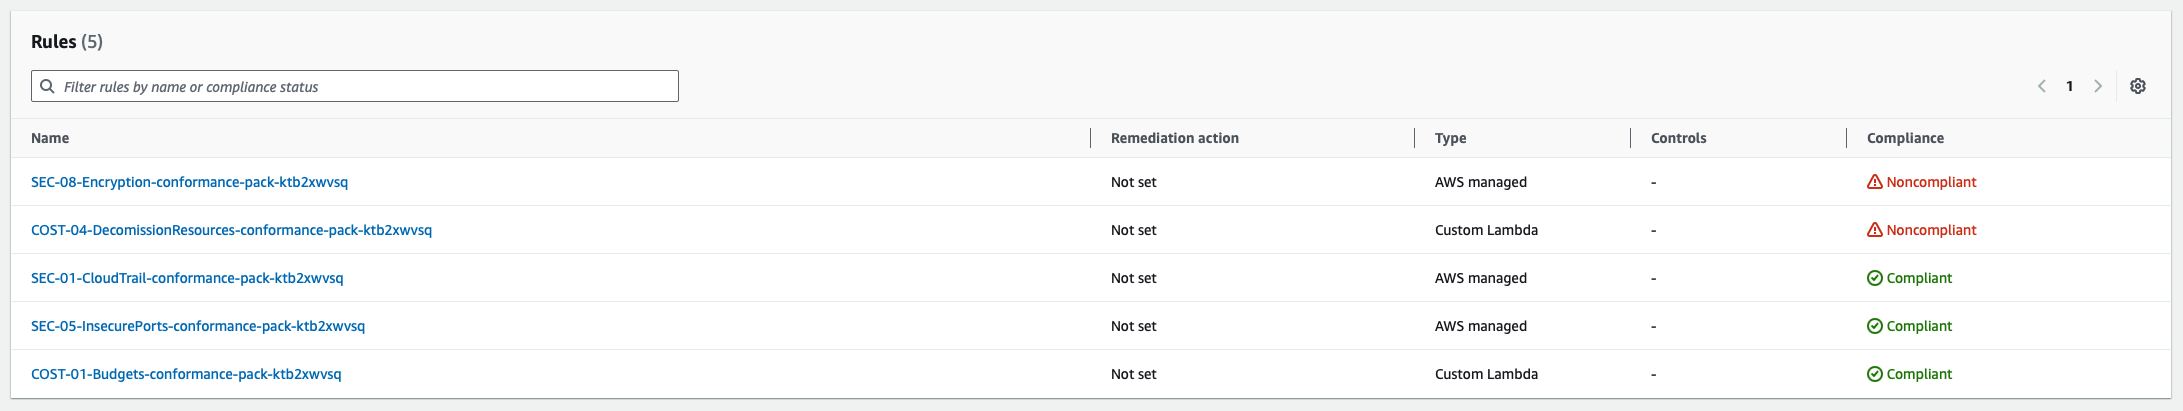 Rules (5)
Filter rules by name or compliance status
1
Name Remediation action Type Controls Compliance
SEC-08-Encryption-conformance-pack-ktb2xwvsq Not set AWS managed - Noncompliant
COST-04-DecomissionResources-conformance-pack-ktb2xwvsq Not set Custom Lambda - Noncompliant
SEC-01-CloudTrail-conformance-pack-ktb2xwvsq Not set AWS managed - Compliant
SEC-05-InsecurePorts-conformance-pack-ktb2xwvsq Not set AWS managed - Compliant
COST-01-Budgets-conformance-pack-ktb2xwvsq Not set Custom Lambda - Compliant